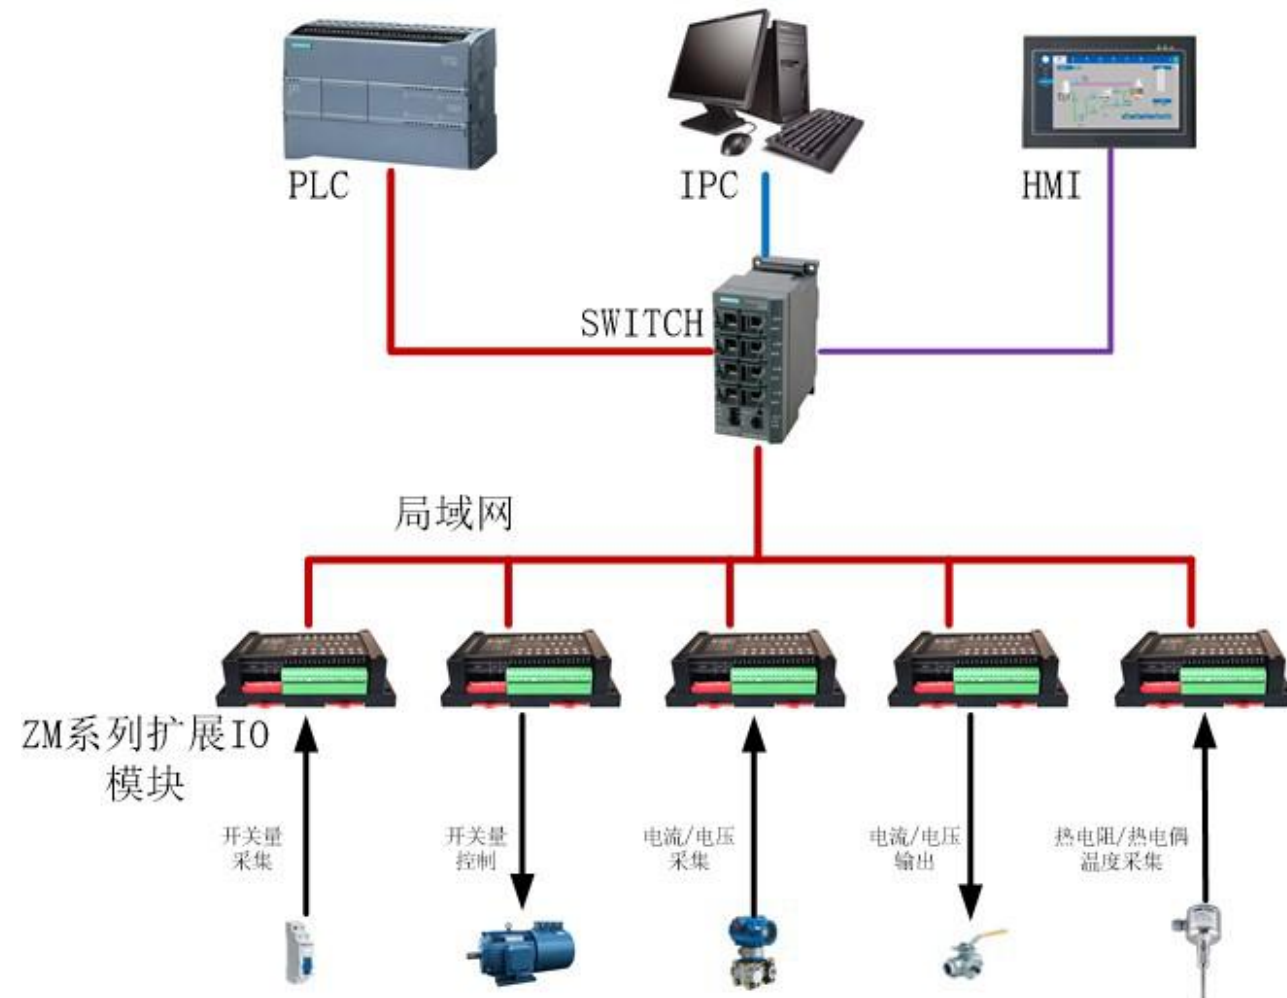 PLC
IPC
HMI
SWITCH
局域网
ZM系列扩展IO
模块
开关量
采集
开关量
控制
电流/电压
采集
电流/电压
输出
热电阻/热电偶
温度采集